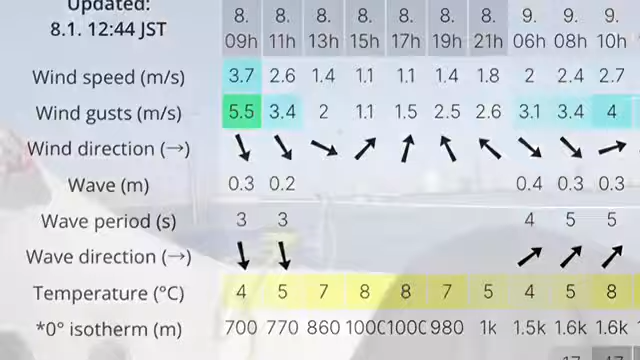 Updated:
8.1. 12:44 JST
8. 8. 8. 8. 8. 8. 8. 9. 9. 9.
09h 11h 13h 15h 17h 19h 21h 06h 08h 10h
Wind speed (m/s) 3.7 2.6 1.4 1.1 1.1 1.4 1.8 2 2.4 2.7
Wind gusts (m/s) 5.5 3.4 2 1.1 1.5 2.5 2.6 3.1 3.4 4
Wind direction (→)
Wave (m) 0.3 0.2 0.4 0.3 0.3
Wave period (s) 3 3 4 5 5
Wave direction (→)
Temperature (°C) 4 5 7 8 8 7 5 4 5 8
*0° isotherm (m) 700 770 860 1000 1000 980 1k 1.5k 1.6k 1.6k